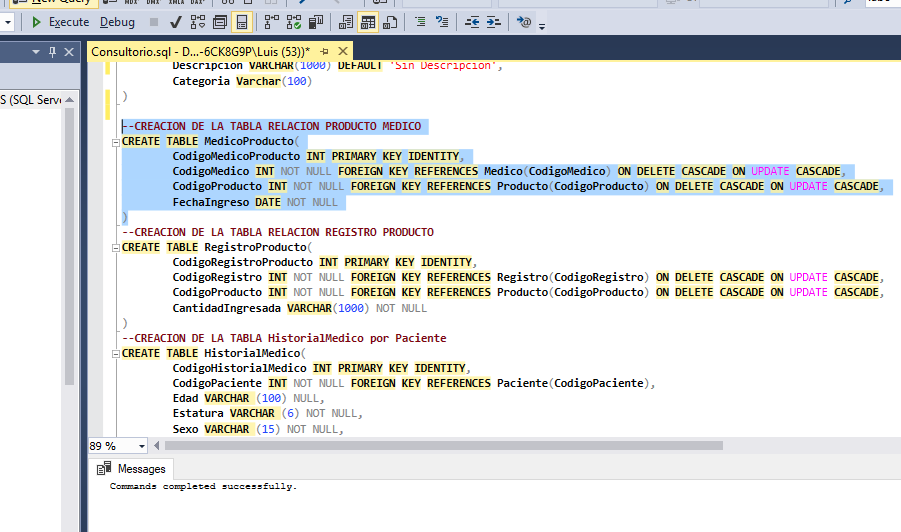 New Query
MDX DMX XMLA DAX
Execute Debug
Consultorio.sql - D...-6CK8G9P\Luis (53))*
S (SQL Serve
Descripcion VARCHAR(1000) DEFAULT 'Sin Descripcion',
Categoria Varchar(100)
)
--CREACION DE LA TABLA RELACION PRODUCTO MEDICO
CREATE TABLE MedicoProducto(
CodigoMedicoProducto INT PRIMARY KEY IDENTITY,
CodigoMedico INT NOT NULL FOREIGN KEY REFERENCES Medico(CodigoMedico) ON DELETE CASCADE ON UPDATE CASCADE,
CodigoProducto INT NOT NULL FOREIGN KEY REFERENCES Producto(CodigoProducto) ON DELETE CASCADE ON UPDATE CASCADE,
FechaIngreso DATE NOT NULL
)
--CREACION DE LA TABLA RELACION REGISTRO PRODUCTO
CREATE TABLE RegistroProducto(
CodigoRegistroProducto INT PRIMARY KEY IDENTITY,
CodigoRegistro INT NOT NULL FOREIGN KEY REFERENCES Registro(CodigoRegistro) ON DELETE CASCADE ON UPDATE CASCADE,
CodigoProducto INT NOT NULL FOREIGN KEY REFERENCES Producto(CodigoProducto) ON DELETE CASCADE ON UPDATE CASCADE,
CantidadIngresada VARCHAR(1000) NOT NULL
)
--CREACION DE LA TABLA HistorialMedico por Paciente
CREATE TABLE HistorialMedico(
CodigoHistorialMedico INT PRIMARY KEY IDENTITY,
CodigoPaciente INT NOT NULL FOREIGN KEY REFERENCES Paciente(CodigoPaciente),
Edad VARCHAR (100) NULL,
Estatura VARCHAR (6) NOT NULL,
Sexo VARCHAR (15) NOT NULL,
89 %
Messages
Commands completed successfully.